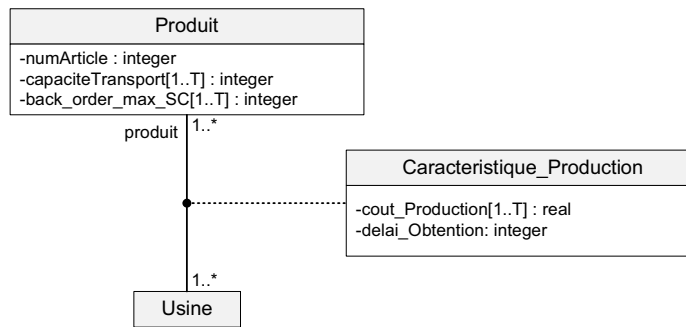 Produit
-numArticle : integer
-capaciteTransport[1..T] : integer
-back_order_max_SC[1..T] : integer
produit
1..*
Caracteristique_Production
-cout_Production[1..T] : real
-delai_Obtention: integer
1..*
Usine